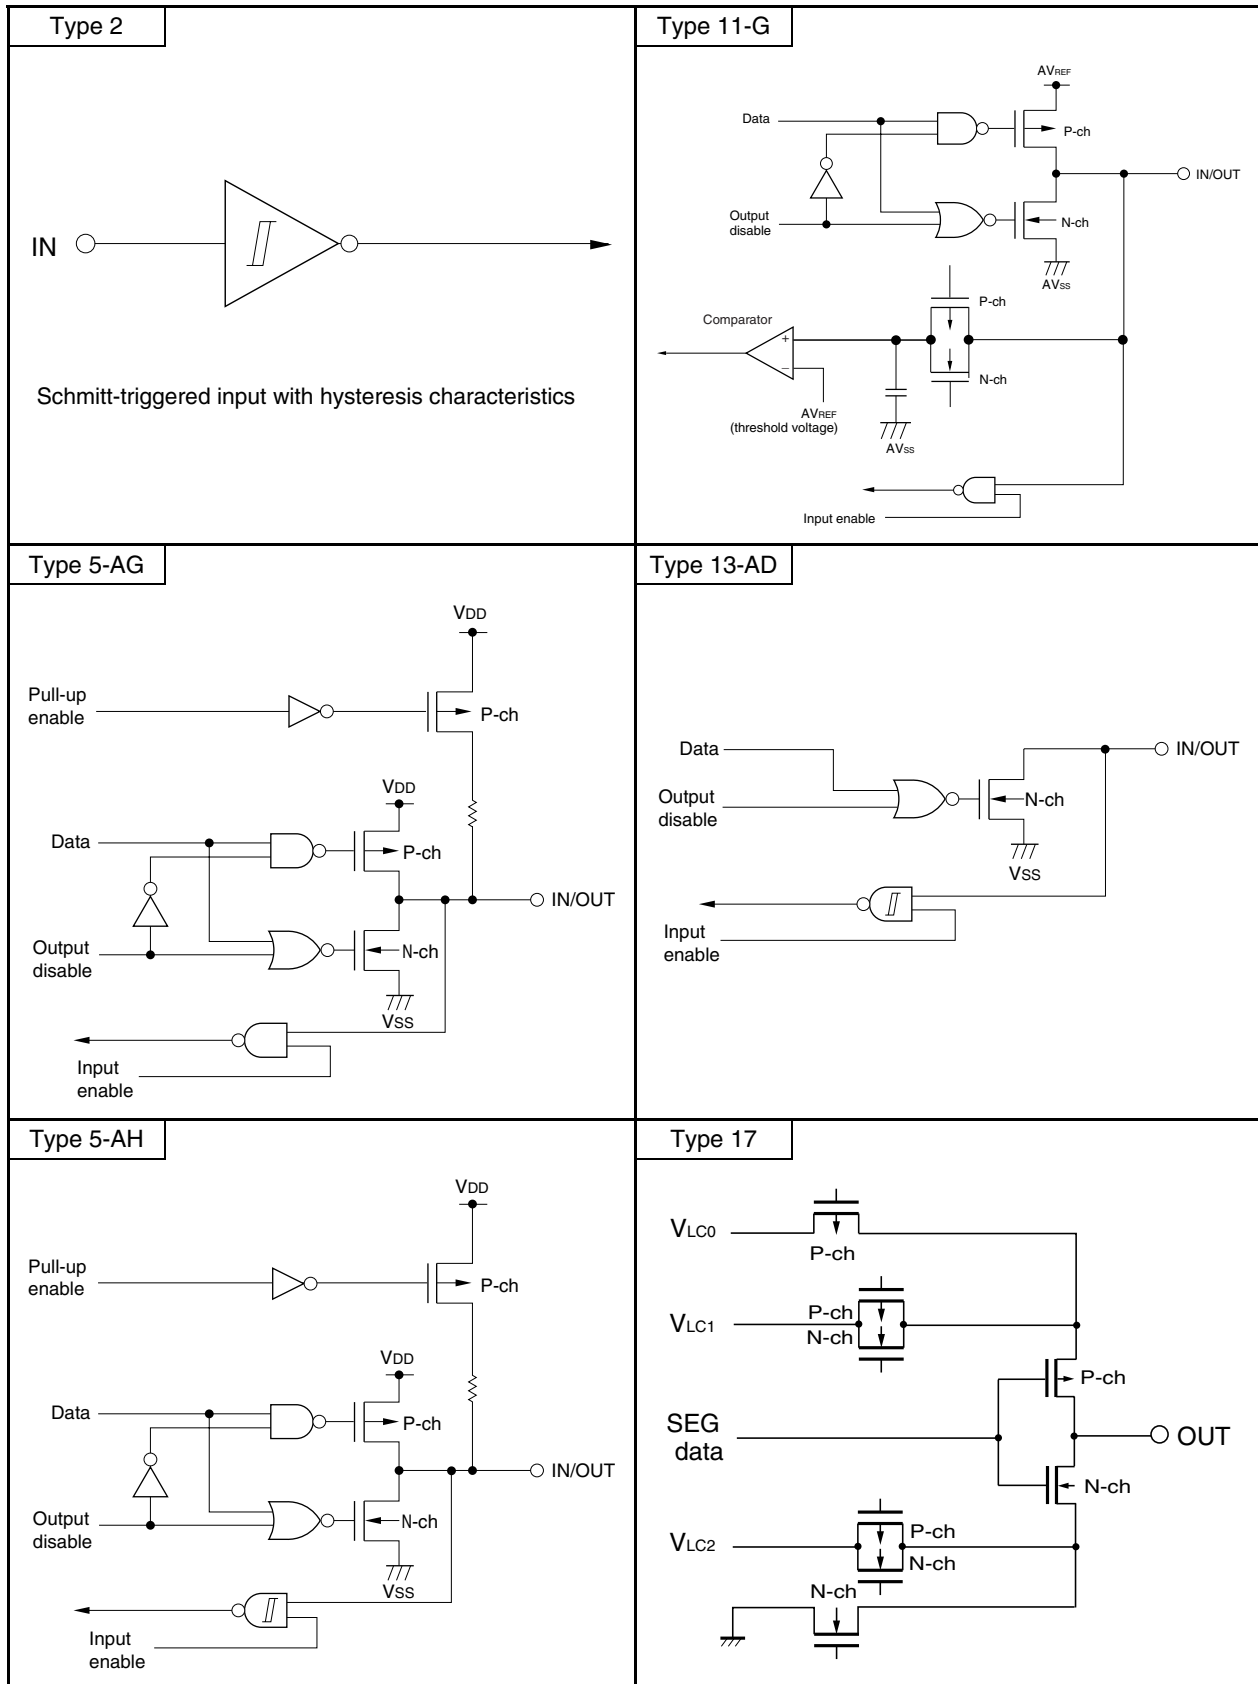 Type 2
IN
Schmitt-triggered input with hysteresis characteristics
Type 11-G
AVREF
Data
P-ch
IN/OUT
Output
disable
N-ch
AVSS
P-ch
Comparator
+
−
N-ch
AVREF
(threshold voltage)
AVSS
Input enable
Type 5-AG
VDD
Pull-up
enable
P-ch
VDD
Data
P-ch
IN/OUT
Output
disable
N-ch
VSS
Input
enable
Type 13-AD
Data
IN/OUT
Output
disable
N-ch
VSS
Input
enable
Type 5-AH
VDD
Pull-up
enable
P-ch
VDD
Data
P-ch
IN/OUT
Output
disable
N-ch
VSS
Input
enable
Type 17
VLC0
P-ch
VLC1
P-ch
N-ch
P-ch
SEG
data
OUT
N-ch
VLC2
P-ch
N-ch
N-ch